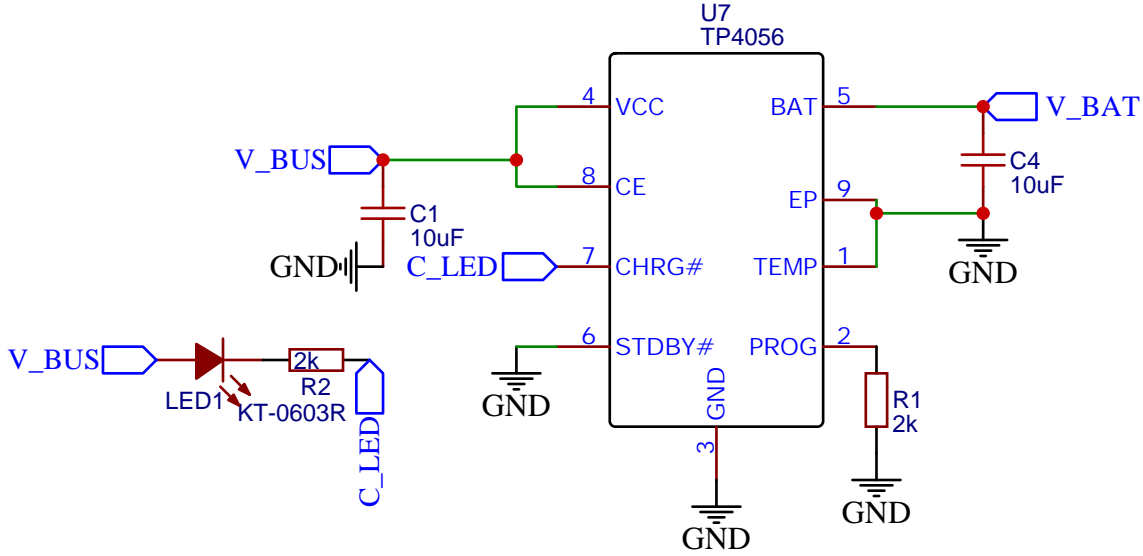 U7
TP4056
4 VCC
BAT 5
V_BAT
V_BUS
8 CE
C4
10uF
EP 9
C1
10uF
GND
C_LED
7 CHRG#
TEMP 1
GND
6 STDBY#
PROG 2
GND
GND
3
R1
2k
GND
GND
V_BUS
LED1
KT-0603R
2k
R2
C_LED